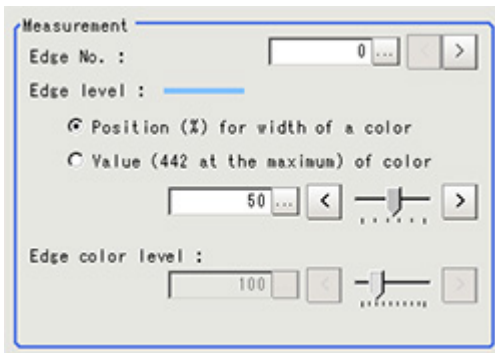 Measurement
Edge No. :
0 ... < >
Edge level :
Position (%) for width of a color
Value (442 at the maximum) of color
50 ... < >
Edge color level :
100 ... < >